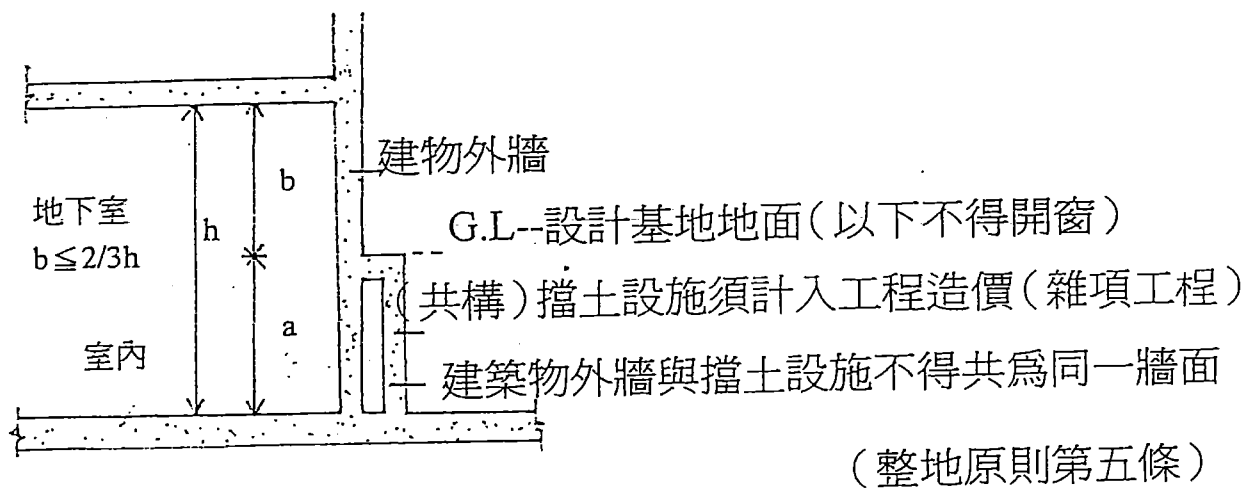 建物外牆
b
地下室
h
G.L--設計基地地面(以下不得開窗)
b≦2/3h
(共構)擋土設施須計入工程造價(雜項工程)
a
室內
建築物外牆與擋土設施不得共為同一牆面
(整地原則第五條)